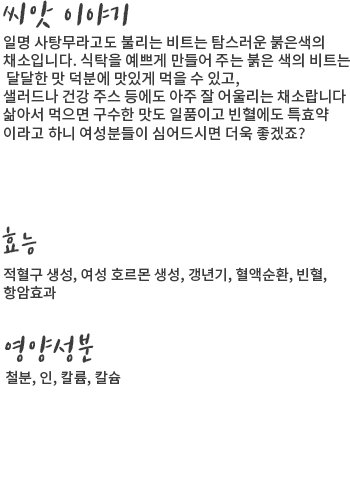 씨앗 이야기
일명 사탕무라고도 불리는 비트는 탐스러운 붉은색의
채소입니다. 식탁을 예쁘게 만들어 주는 붉은 색의 비트는
달달한 맛 덕분에 맛있게 먹을 수 있고,
샐러드나 건강 주스 등에도 아주 잘 어울리는 채소랍니다
삶아서 먹으면 구수한 맛도 일품이고 빈혈에도 특효약
이라고 하니 여성분들이 심어드시면 더욱 좋겠죠?
효능
적혈구 생성, 여성 호르몬 생성, 갱년기, 혈액순환, 빈혈,
항암효과
영양성분
철분, 인, 칼륨, 칼슘